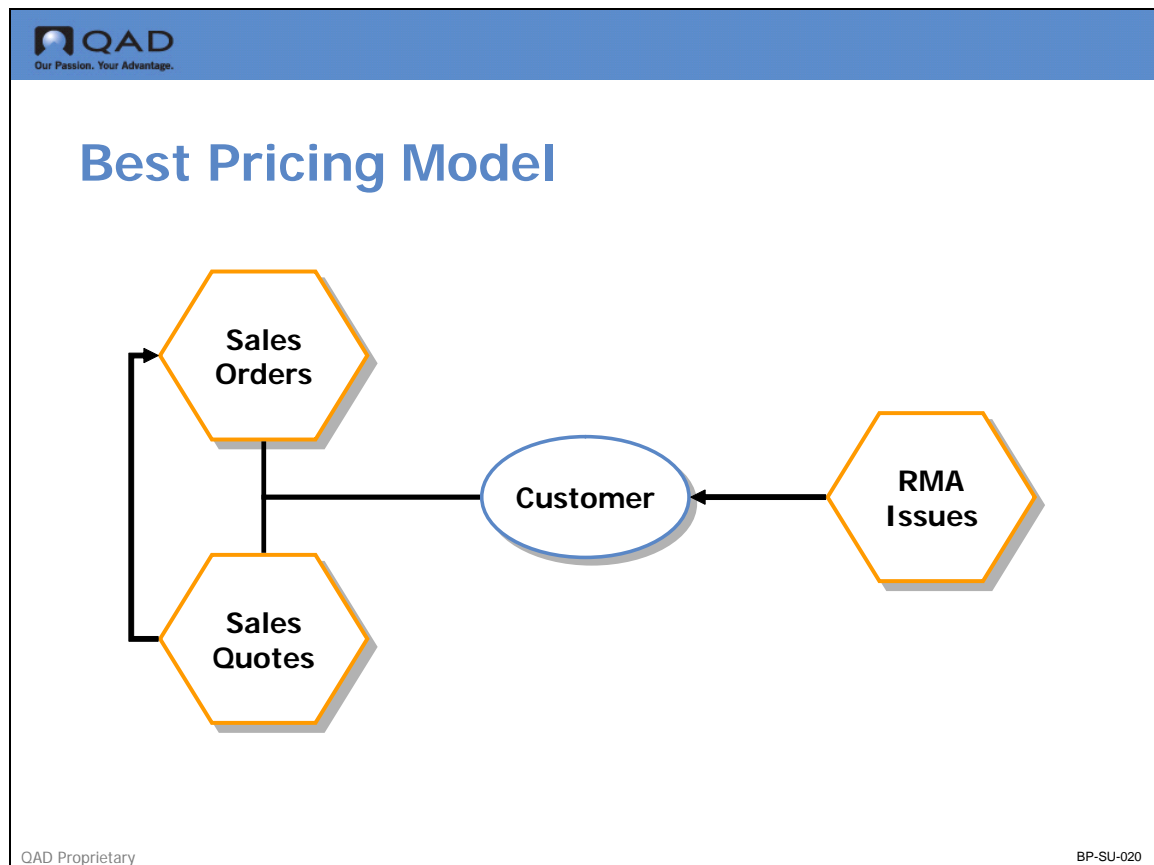 QAD
Our Passion. Your Advantage.
Best Pricing Model
Sales
Orders
Customer
RMA
Issues
Sales
Quotes
QAD Proprietary
BP-SU-020